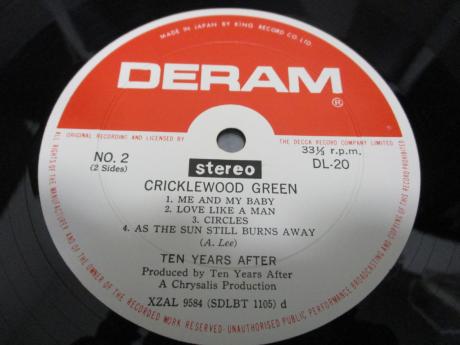 MADE IN JAPAN BY KING RECORD CO. LTD.
DERAM
®
ORIGINAL RECORDING AND LICENSED BY THE DECCA RECORD COMPANY LIMITED
NO. 2
(2 Sides)
stereo
33⅓ r.p.m.
DL-20
CRICKLEWOOD GREEN
1. ME AND MY BABY
2. LOVE LIKE A MAN
3. CIRCLES
4. AS THE SUN STILL BURNS AWAY
(A. Lee)
TEN YEARS AFTER
Produced by Ten Years After
A Chrysalis Production
XZAL 9584 (SDLBT 1105) d
ALL RIGHTS OF THE MANUFACTURER AND OF THE OWNER OF THE RECORDED WORK RESERVED·UNAUTHORISED PUBLIC PERFORMANCE BROADCASTING AND COPYING OF THIS RECORD PROHIBITED